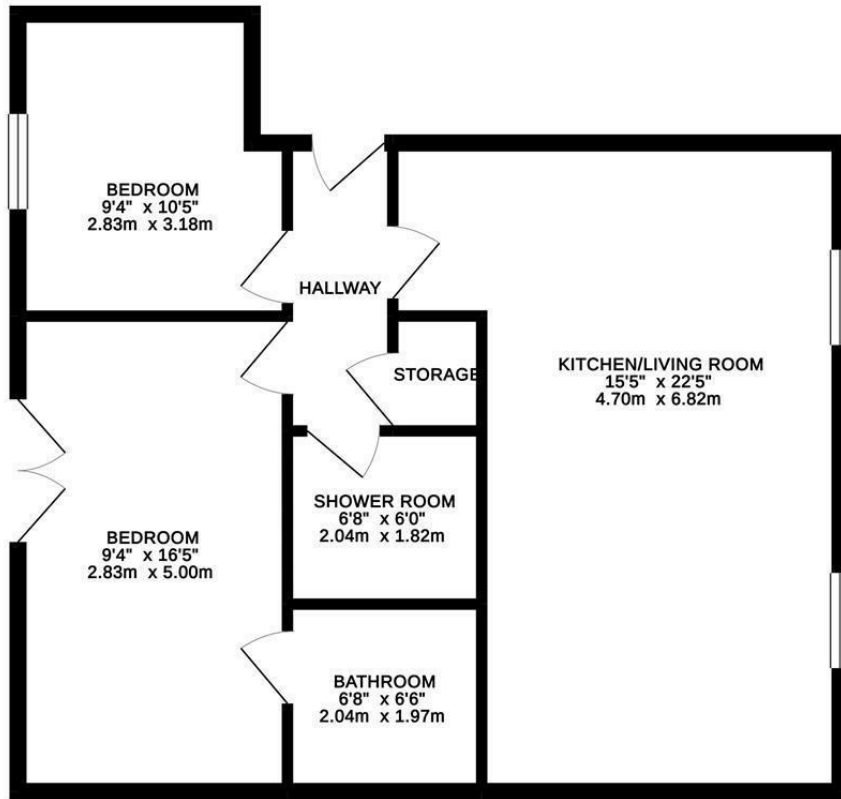 BEDROOM
9'4" x 10'5"
2.83m x 3.18m
HALLWAY
STORAGE
KITCHEN/LIVING ROOM
15'5" x 22'5"
4.70m x 6.82m
SHOWER ROOM
6'8" x 6'0"
2.04m x 1.82m
BEDROOM
9'4" x 16'5"
2.83m x 5.00m
BATHROOM
6'8" x 6'6"
2.04m x 1.97m